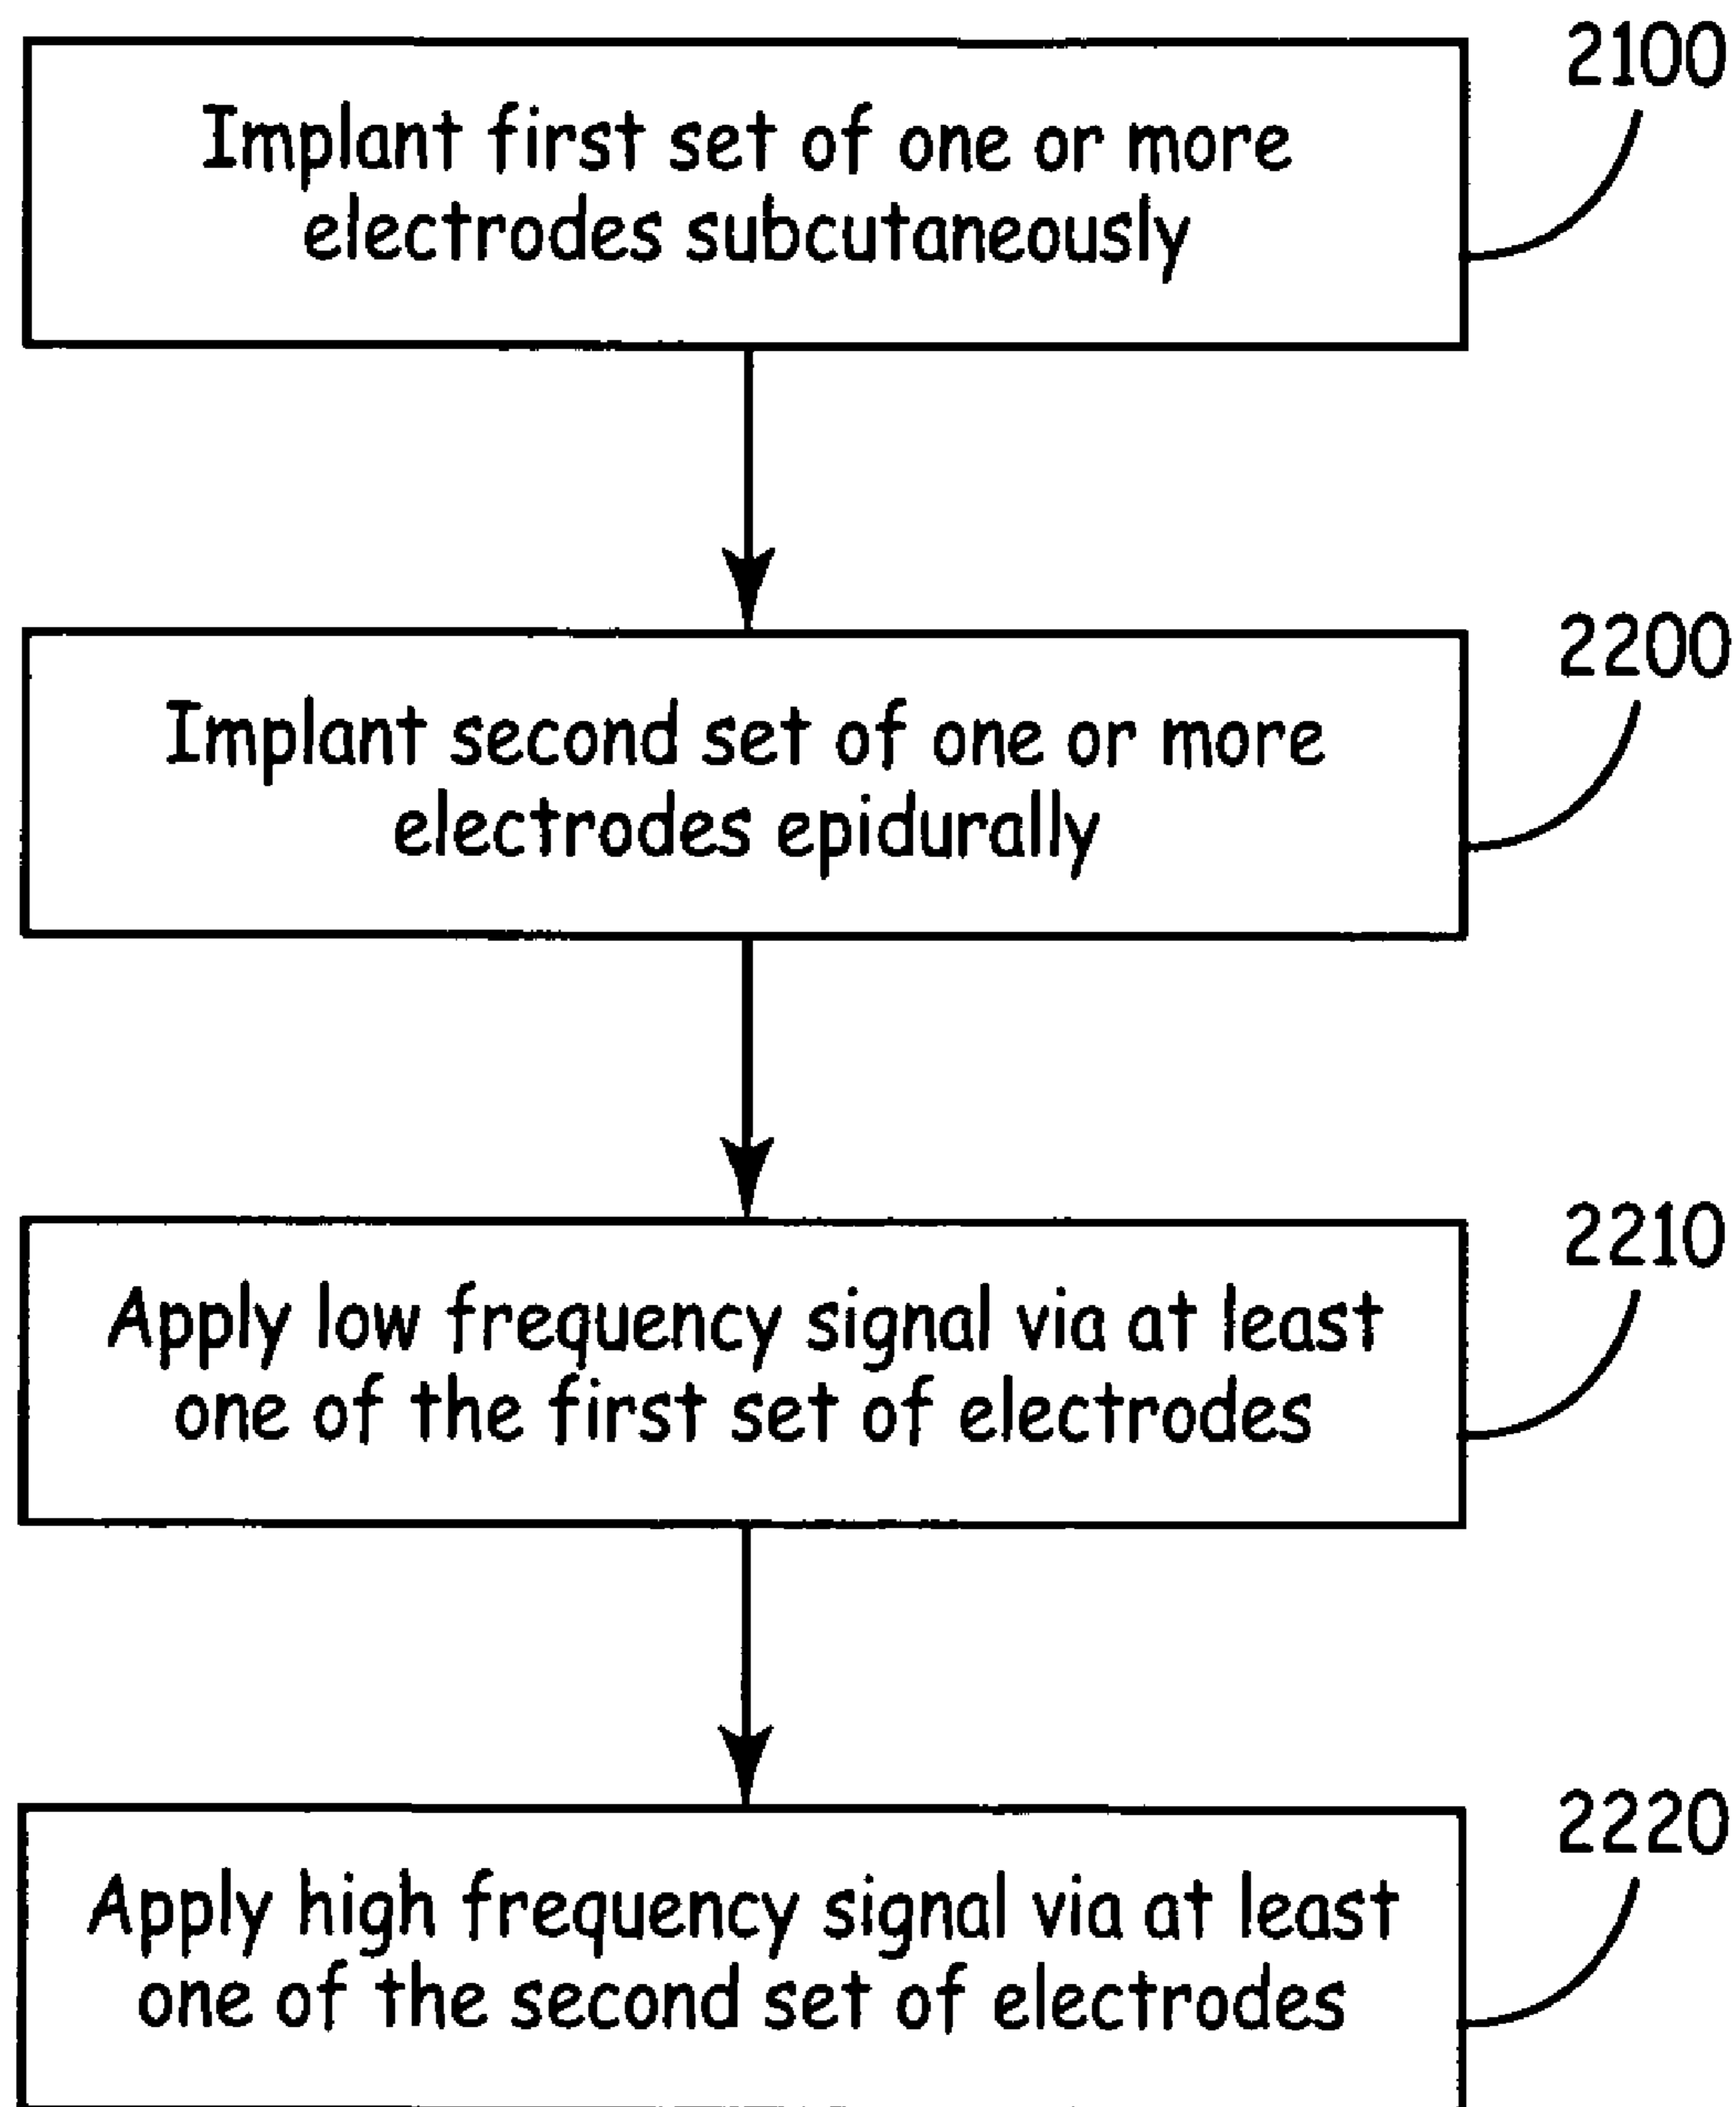 2100
Implant first set of one or more
electrodes subcutaneously
2200
Implant second set of one or more
electrodes epidurally
2210
Apply low frequency signal via at least
one of the first set of electrodes
2220
Apply high frequency signal via at least
one of the second set of electrodes